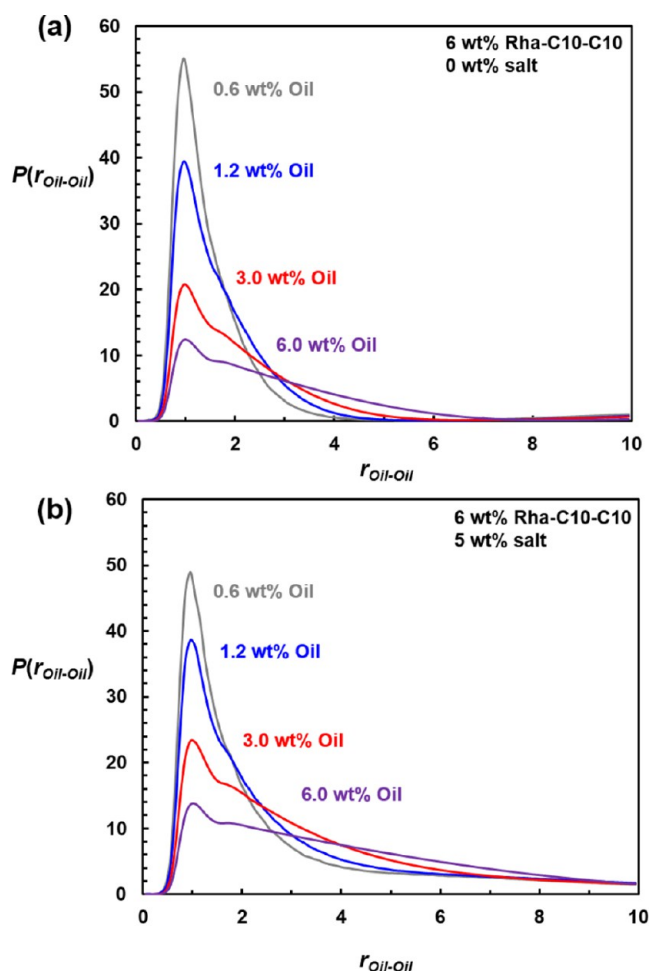 (a)
6 wt% Rha-C10-C10
0 wt% salt
60
50
40
30
20
10
0
P(rOil-Oil)
0.6 wt% Oil
1.2 wt% Oil
3.0 wt% Oil
6.0 wt% Oil
0 2 4 6 8 10
rOil-Oil
(b)
6 wt% Rha-C10-C10
5 wt% salt
60
50
40
30
20
10
0
P(rOil-Oil)
0.6 wt% Oil
1.2 wt% Oil
3.0 wt% Oil
6.0 wt% Oil
0 2 4 6 8 10
rOil-Oil